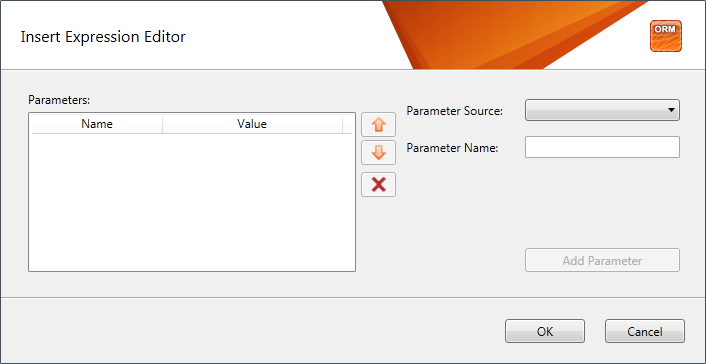 Insert Expression Editor
ORM
Parameters:
Name Value
Parameter Source:
Parameter Name:
Add Parameter
OK Cancel